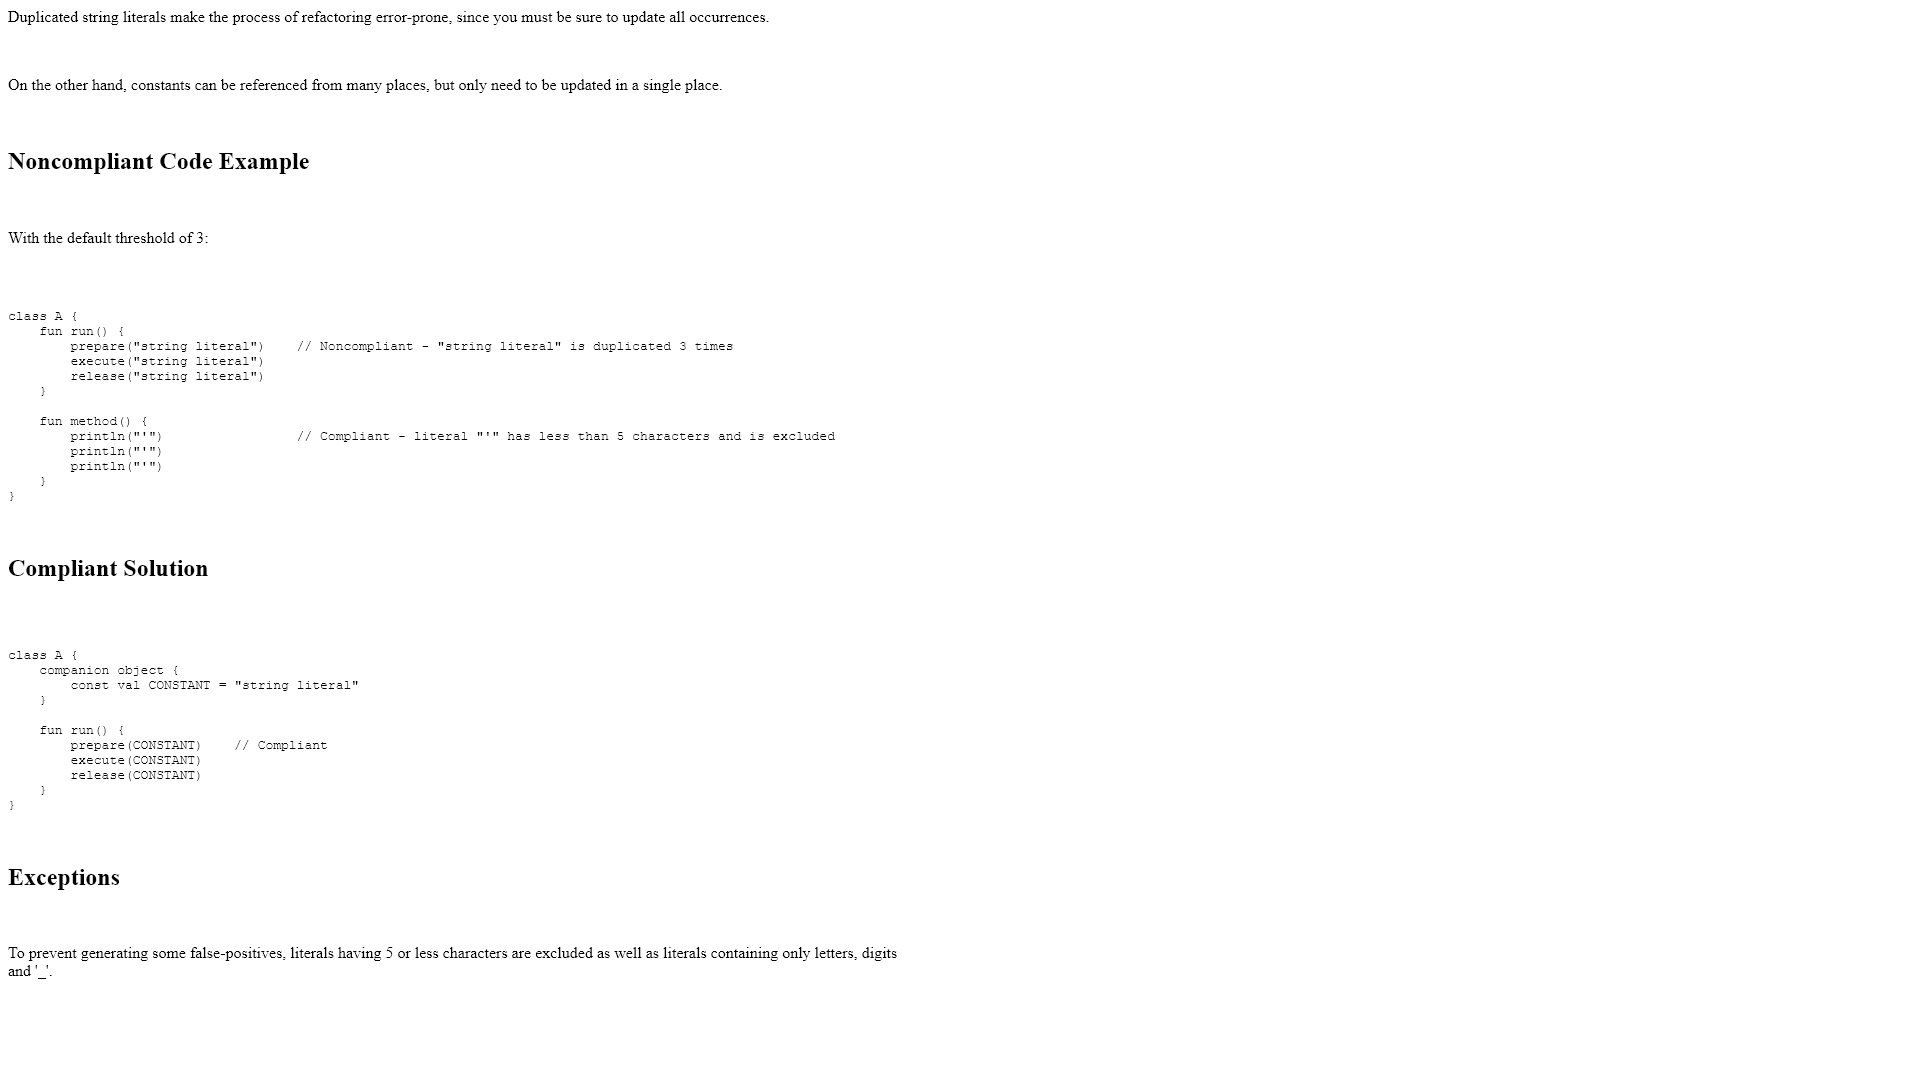 Duplicated string literals make the process of refactoring error-prone, since you must be sure to update all occurrences.
On the other hand, constants can be referenced from many places, but only need to be updated in a single place.
Noncompliant Code Example
With the default threshold of 3:
class A {
    fun run() {
        prepare("string literal")    // Noncompliant - "string literal" is duplicated 3 times
        execute("string literal")
        release("string literal")
    }
    fun method() {
        println("'")                 // Compliant - literal "'" has less than 5 characters and is excluded
        println("'")
        println("'")
    }
}
Compliant Solution
class A {
    companion object {
        const val CONSTANT = "string literal"
    }
    fun run() {
        prepare(CONSTANT)    // Compliant
        execute(CONSTANT)
        release(CONSTANT)
    }
}
Exceptions
To prevent generating some false-positives, literals having 5 or less characters are excluded as well as literals containing only letters, digits
and '_'.